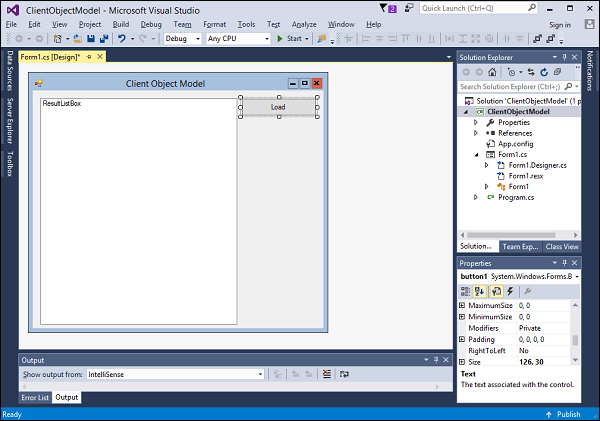 ClientObjectModel - Microsoft Visual Studio
2
Quick Launch (Ctrl+Q)
File Edit View Project Build Debug Team Format Tools Test Analyze Window Help
Sign in
Debug Any CPU Start
Data Sources
Server Explorer
Toolbox
Form1.cs [Design]*
Client Object Model
ResultListBox
Load
Solution Explorer
Search Solution Explorer (Ctrl+;)
Solution 'ClientObjectModel' (1 p
ClientObjectModel
Properties
References
App.config
Form1.cs
Form1.Designer.cs
Form1.resx
Form1
Program.cs
Solution... Team Exp... Class View
Notifications
Properties
button1 System.Windows.Forms.B
MaximumSize 0, 0
MinimumSize 0, 0
Modifiers Private
Padding 0, 0, 0, 0
RightToLeft No
Size 126, 30
Text
The text associated with the control.
Output
Show output from: IntelliSense
Error List Output
Ready
Publish